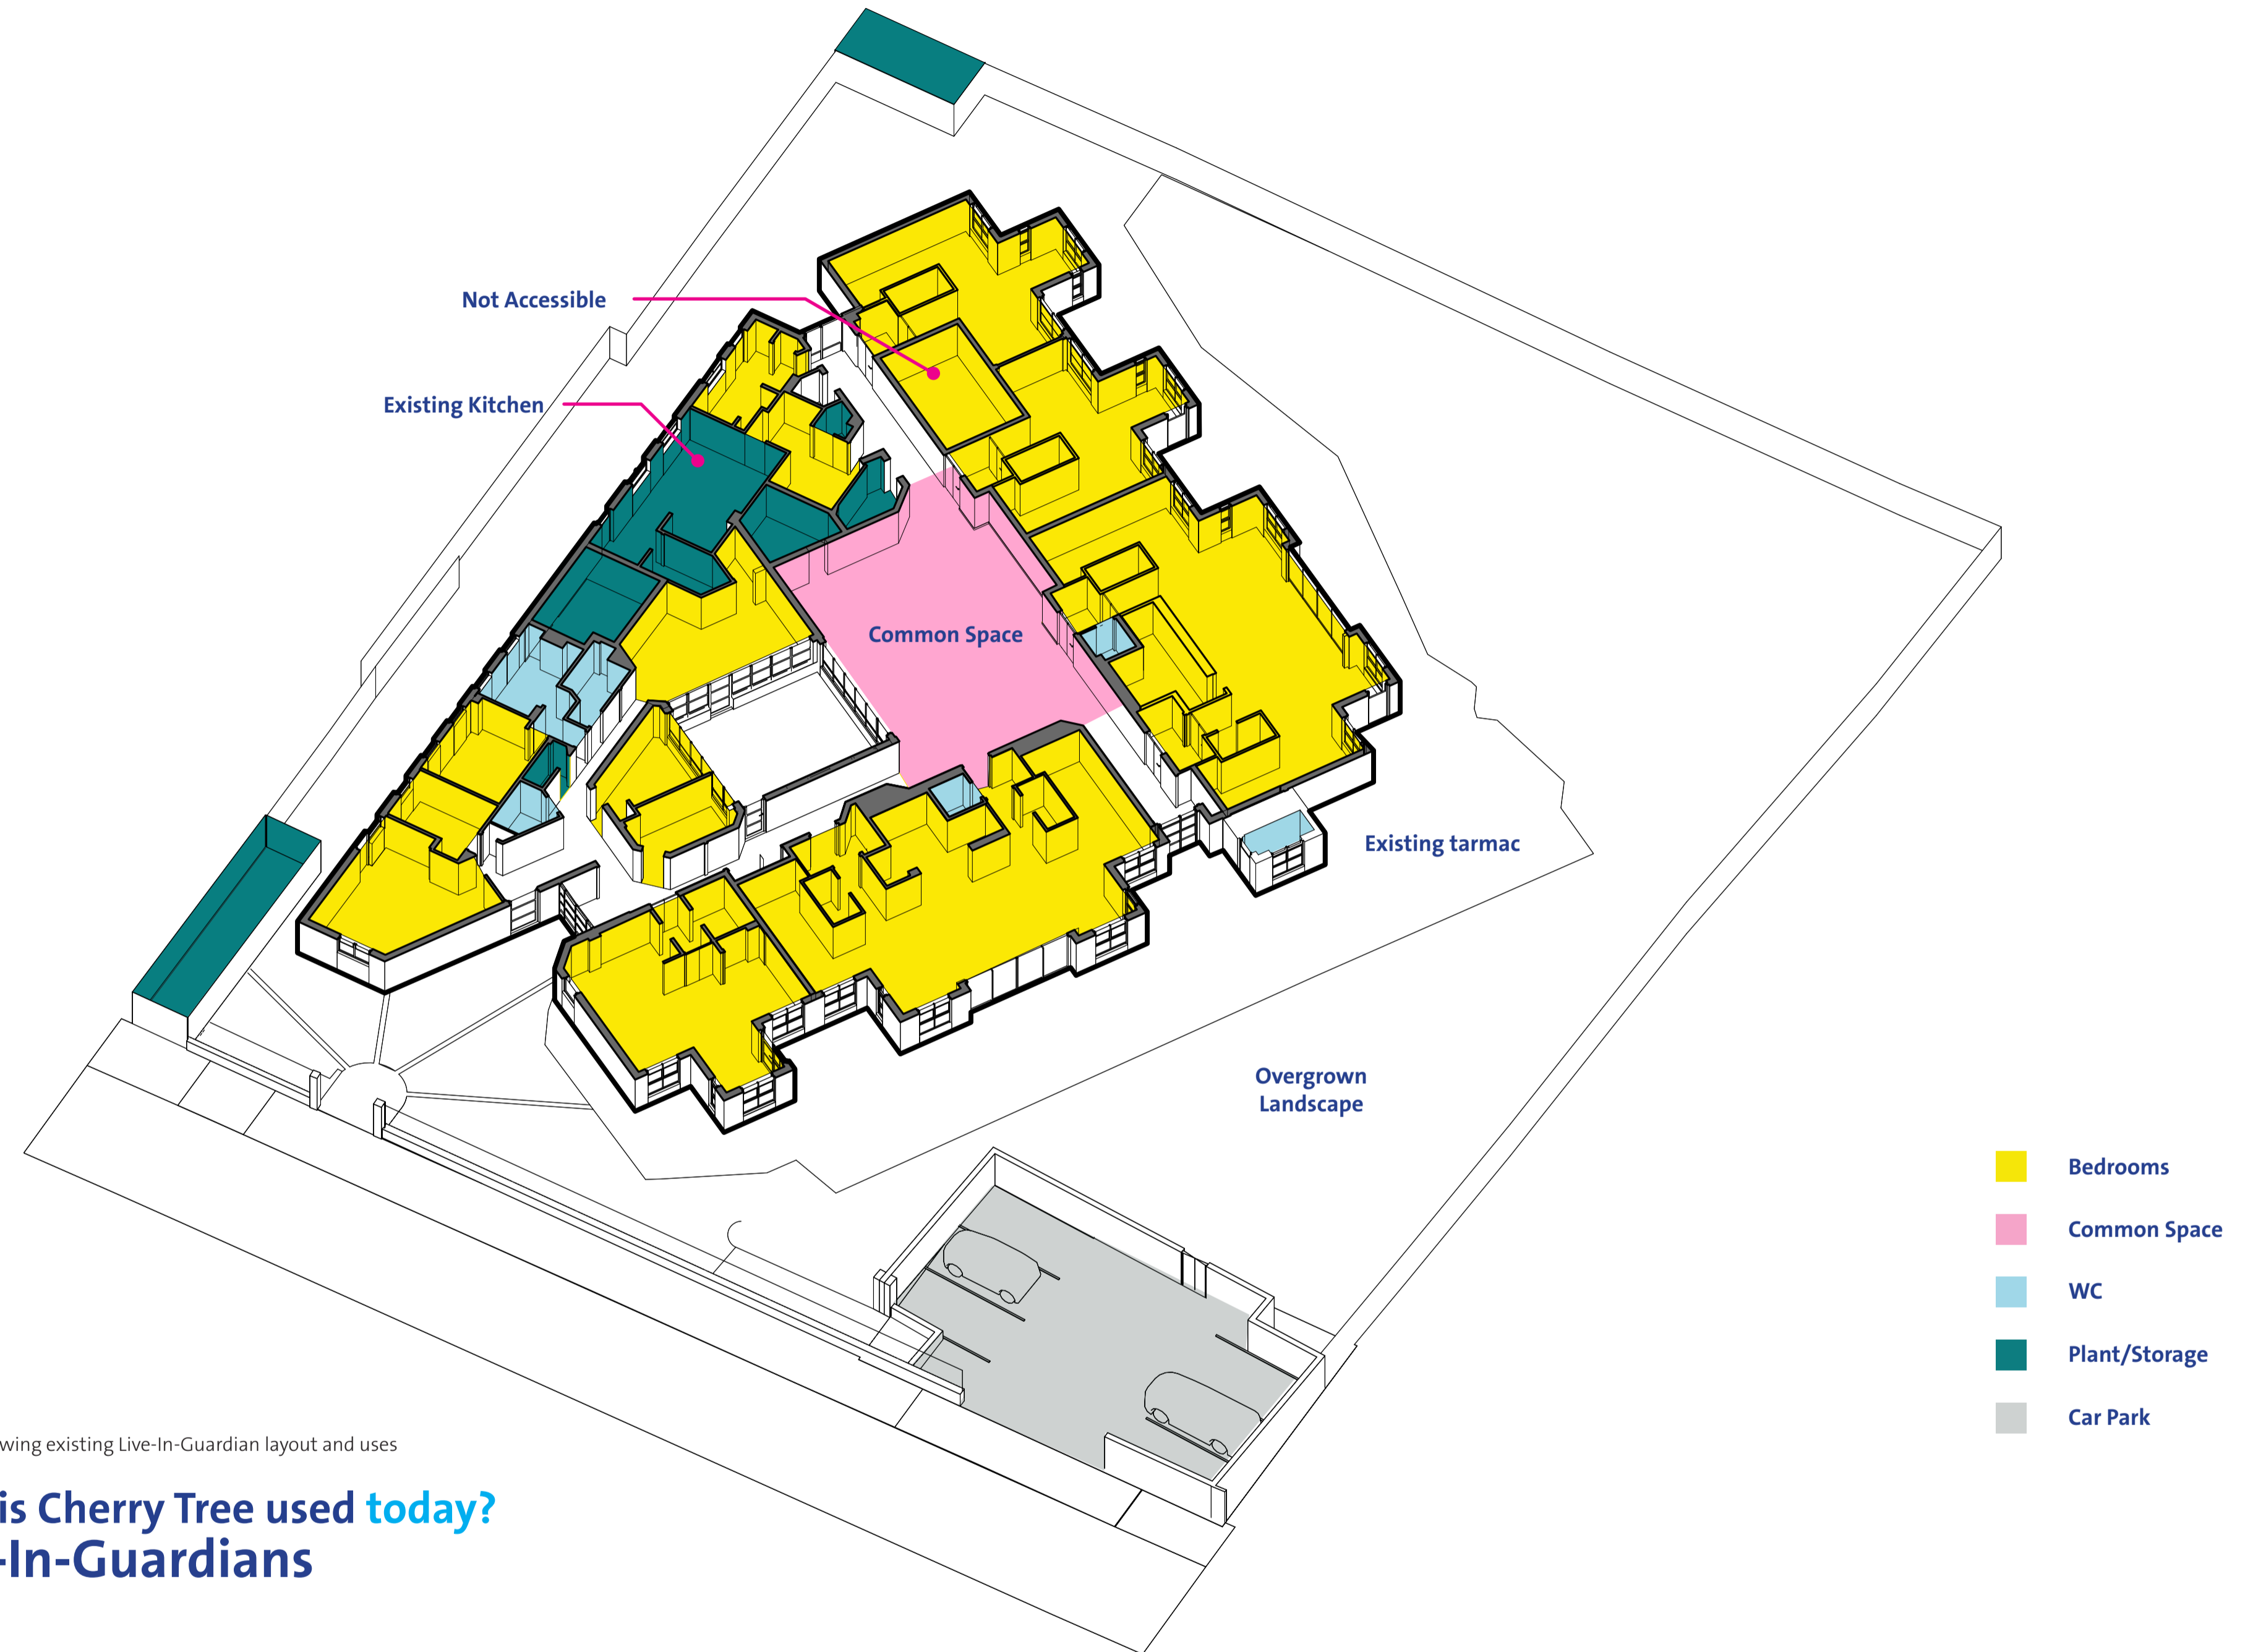 Not Accessible
Existing Kitchen
Common Space
Existing tarmac
Overgrown
Landscape
Bedrooms
Common Space
WC
Plant/Storage
Car Park
wing existing Live-In-Guardian layout and uses
is Cherry Tree used today?
-In-Guardians